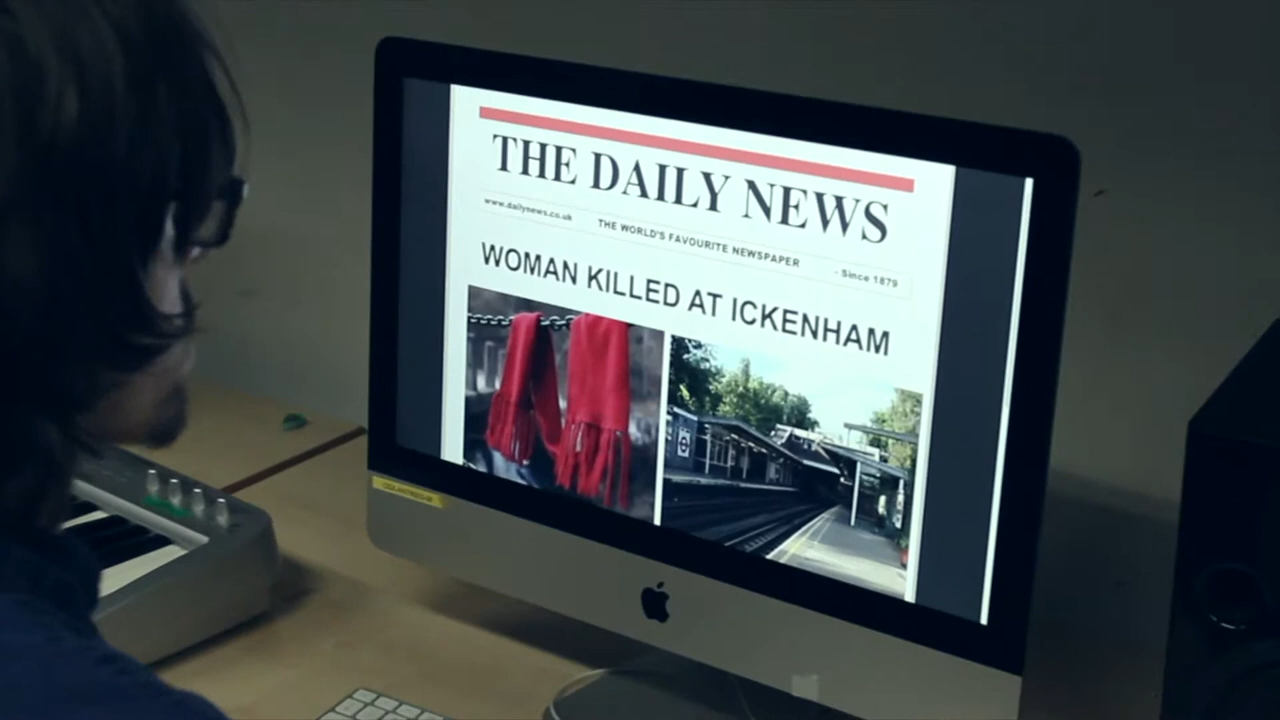 THE DAILY NEWS
www.dailynews.co.uk THE WORLD'S FAVOURITE NEWSPAPER - Since 1879
WOMAN KILLED AT ICKENHAM